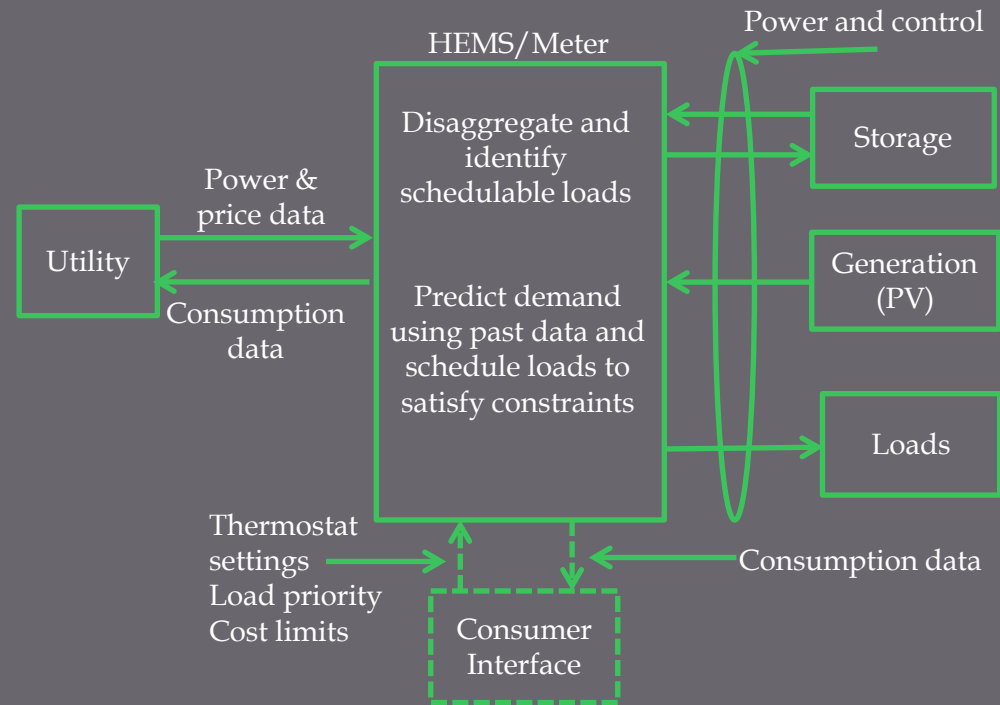 Power and control
HEMS/Meter
Disaggregate and
identify
schedulable loads
Storage
Power &
price data
Utility
Generation
(PV)
Consumption
data
Predict demand
using past data and
schedule loads to
satisfy constraints
Loads
Thermostat
settings
Load priority
Cost limits
Consumption data
Consumer
Interface